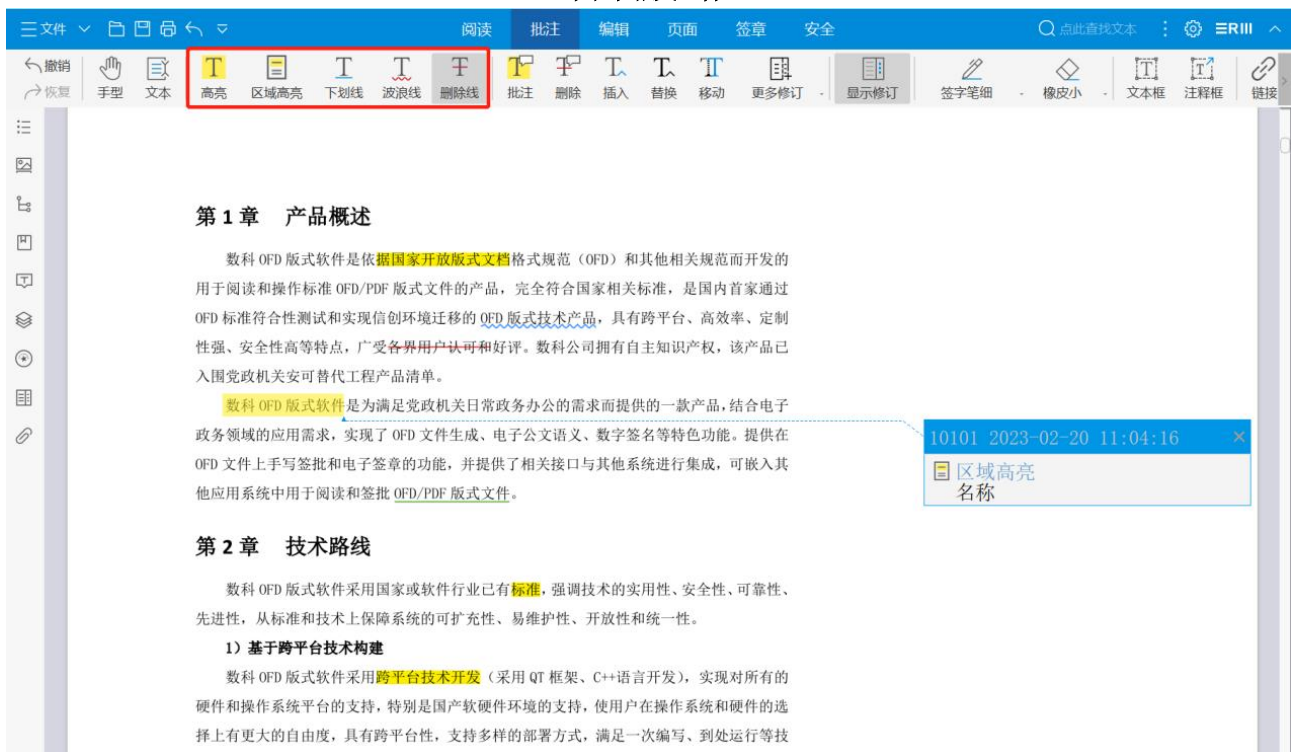 三文件
阅读 批注 编辑 页面 签章 安全
点此查找文本
撤销
恢复
手型 文本 高亮 区域高亮 下划线 波浪线 删除线 批注 删除 插入 替换 移动 更多修订 显示修订 签字笔细 橡皮小 文本框 注释框 链接
第 1 章 产品概述
数科 OFD 版式软件是依据国家开放版式文档格式规范（OFD）和其他相关规范而开发的
用于阅读和操作标准 OFD/PDF 版式文件的产品，完全符合国家相关标准，是国内首家通过
OFD 标准符合性测试和实现信创环境迁移的 OFD 版式技术产品，具有跨平台、高效率、定制
性强、安全性高等特点，广受各界用户认可和好评。数科公司拥有自主知识产权，该产品已
入围党政机关安可替代工程产品清单。
数科 OFD 版式软件是为满足党政机关日常政务办公的需求而提供的一款产品，结合电子
政务领域的应用需求，实现了 OFD 文件生成、电子公文语义、数字签名等特色功能。提供在
OFD 文件上手写签批和电子签章的功能，并提供了相关接口与其他系统进行集成，可嵌入其
他应用系统中用于阅读和签批 OFD/PDF 版式文件。
10101 2023-02-20 11:04:16
区域高亮
名称
第 2 章 技术路线
数科 OFD 版式软件采用国家或软件行业已有标准，强调技术的实用性、安全性、可靠性、
先进性，从标准和技术上保障系统的可扩充性、易维护性、开放性和统一性。
1）基于跨平台技术构建
数科 OFD 版式软件采用跨平台技术开发（采用 QT 框架、C++语言开发），实现对所有的
硬件和操作系统平台的支持，特别是国产软硬件环境的支持，使用户在操作系统和硬件的选
择上有更大的自由度，具有跨平台性，支持多样的部署方式，满足一次编写、到处运行等技